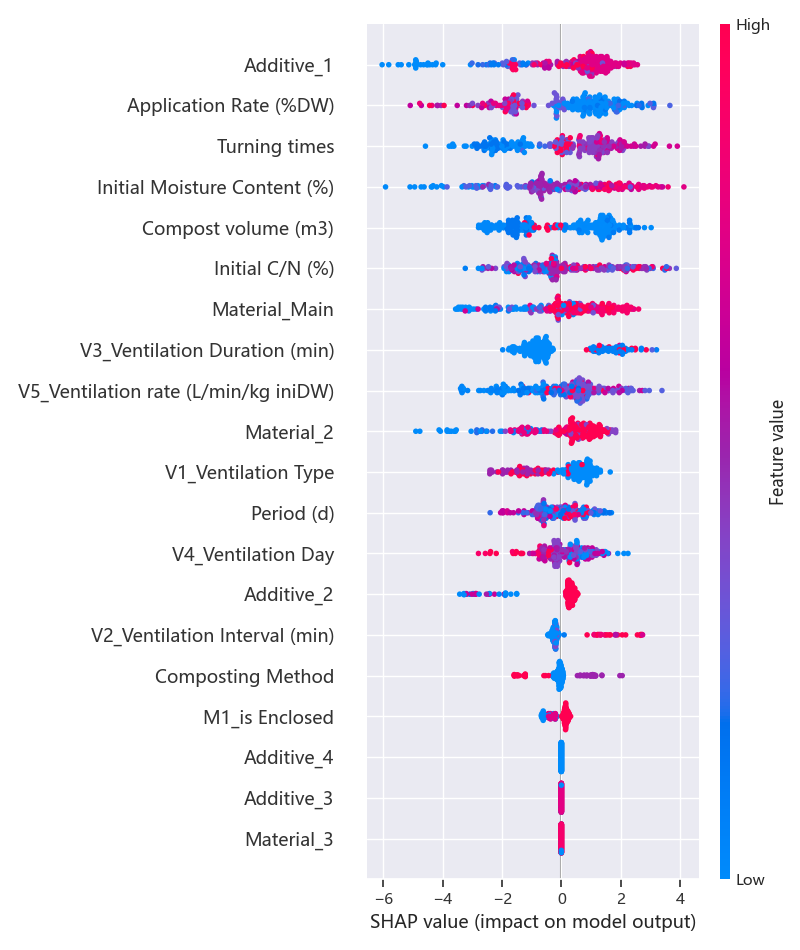 High
Additive_1
Application Rate (%DW)
Turning times
Initial Moisture Content (%)
Compost volume (m3)
Initial C/N (%)
Material_Main
V3_Ventilation Duration (min)
V5_Ventilation rate (L/min/kg iniDW)
Material_2
V1_Ventilation Type
Period (d)
V4_Ventilation Day
Additive_2
V2_Ventilation Interval (min)
Composting Method
M1_is Enclosed
Additive_4
Additive_3
Material_3
Feature value
Low
−6 −4 −2 0 2 4
SHAP value (impact on model output)